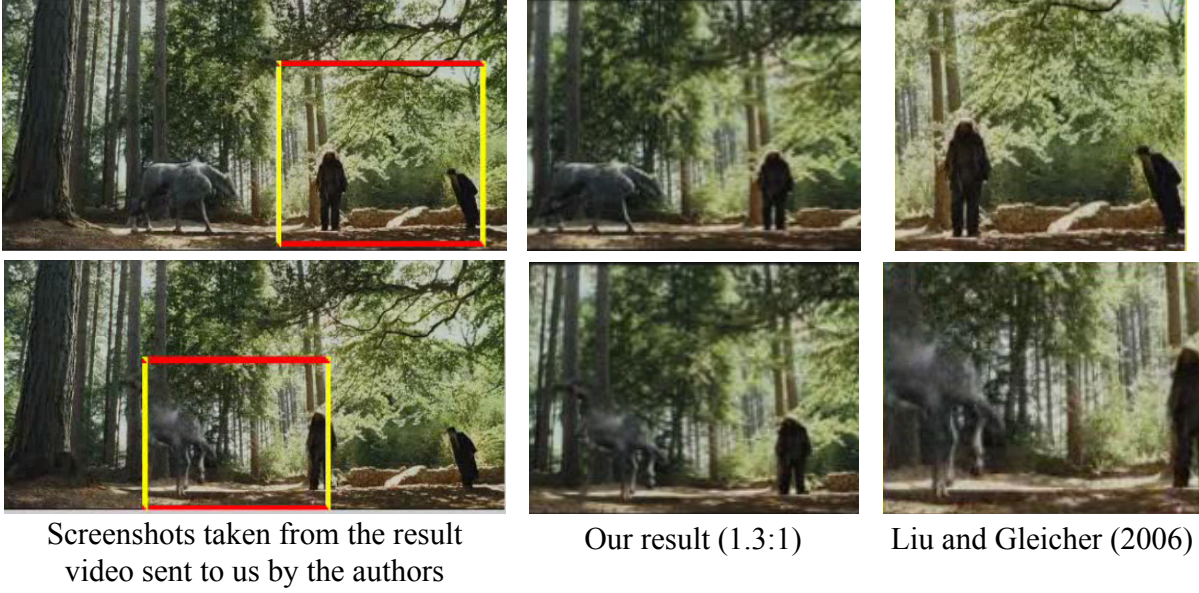 Screenshots taken from the result
video sent to us by the authors
Our result (1.3:1)
Liu and Gleicher (2006)